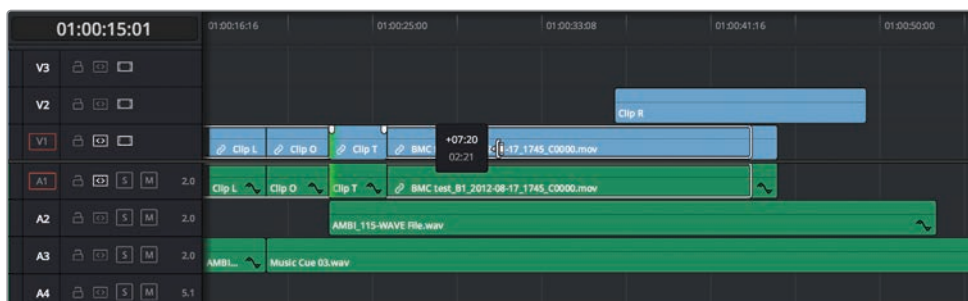 01:00:15:01
01:00:16:16 01:00:25:00 01:00:33:08 01:00:41:16 01:00:50:00
V3
V2
Clip R
V1
Clip L Clip O Clip T BMC -17_1745_C0000.mov
+07:20
02:21
A1 S M 2.0
Clip L Clip O Clip T BMC test_B1_2012-08-17_1745_C0000.mov
A2 S M 2.0
AMBI_115-WAVE File.wav
A3 S M 2.0
AMBI... Music Cue 03.wav
A4 S M 5.1